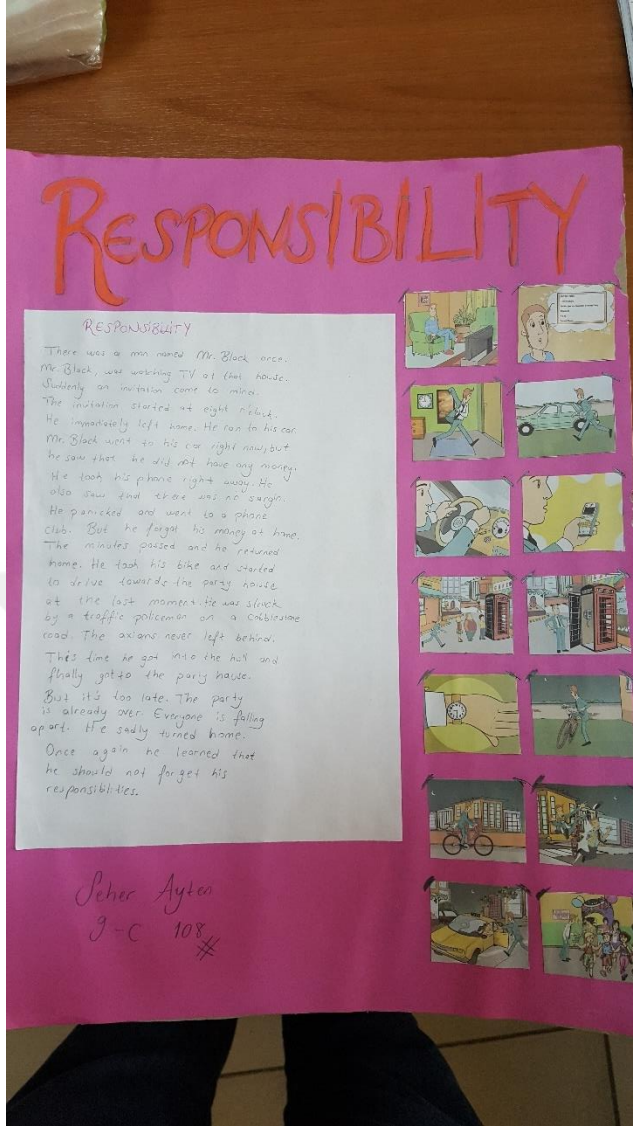 RESPONSIBILITY
RESPONSIBILITY
There was a man named Mr. Black once.
Mr. Black, was watching TV at that house.
Suddenly an invitation come to mind.
The invitation started at eight o'clock.
He immediately left home. He ran to his car.
Mr. Black went to his car right now, but
he saw that he did not have any money.
He took his phone right away. He
also saw that there was no
He panicked and went to a phone
club. But he forgot his money at home.
The minutes passed and he returned
home. He took his bike and started
to drive towards the party house
at the last moment. He was struck
by a traffic policeman on a cobblestone
road. The never left behind.
This time he got into the and
finally got to the party house.
But it's too late. The party
is already over. Everyone is falling
apart. He sadly turned home.
Once again he learned that
he should not forget his
responsibilities.
Seher Ayten
9-C 108